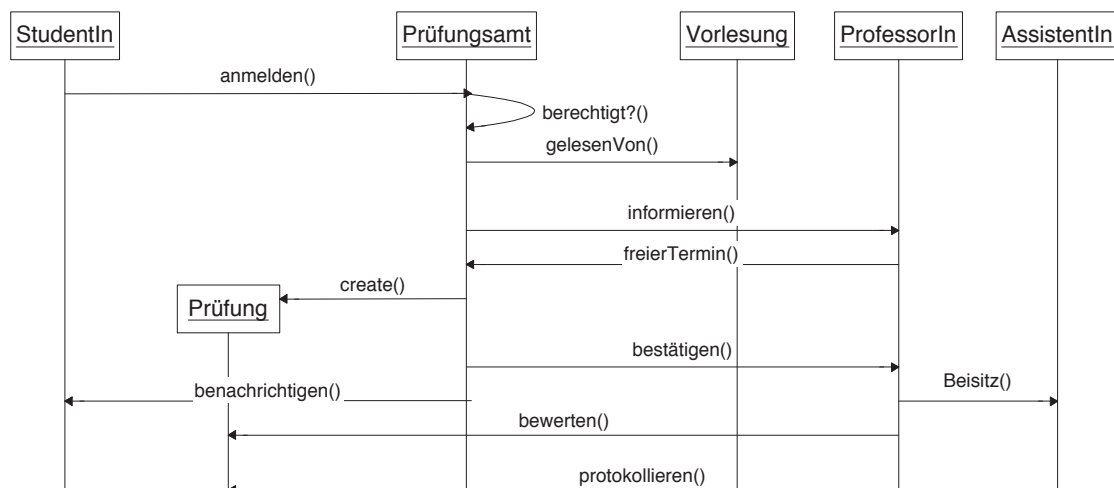 StudentIn
Prüfungsamt
Vorlesung
ProfessorIn
AssistentIn
anmelden()
berechtigt?()
gelesenVon()
informieren()
freierTermin()
create()
Prüfung
bestätigen()
benachrichtigen()
Beisitz()
bewerten()
protokollieren()